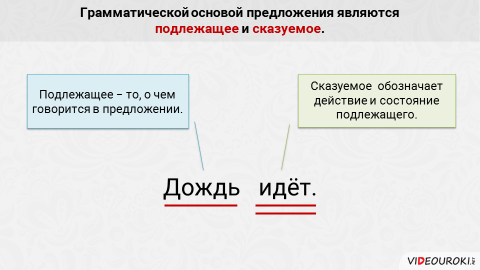 Грамматической основой предложения являются
подлежащее и сказуемое.
Подлежащее – то, о чем
говорится в предложении.
Сказуемое обозначает
действие и состояние
подлежащего.
Дождь идёт.
VIDEOUROKI.net